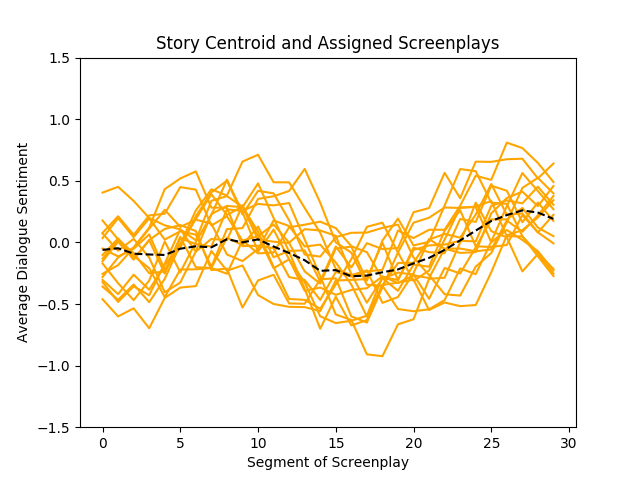 Story Centroid and Assigned Screenplays
1.5
1.0
0.5
0.0
−0.5
−1.0
−1.5
Average Dialogue Sentiment
0 5 10 15 20 25 30
Segment of Screenplay